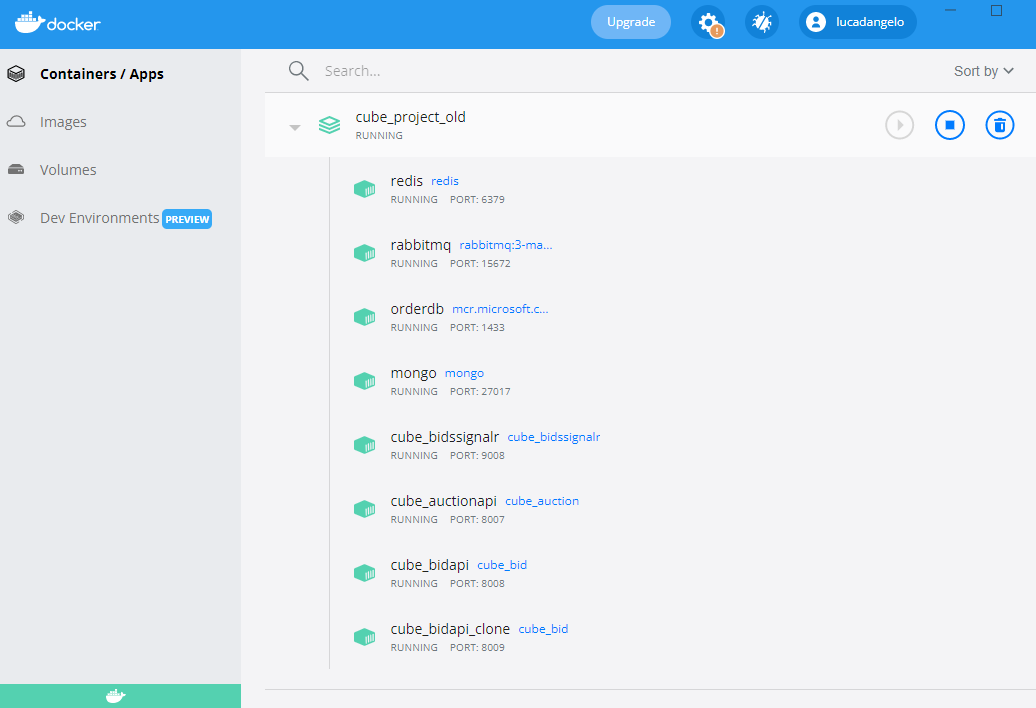 docker
Upgrade
!
lucadangelo
Containers / Apps
Images
Volumes
Dev Environments PREVIEW
Search...
Sort by
cube_project_old
RUNNING
redis redis
RUNNING PORT: 6379
rabbitmq rabbitmq:3-ma...
RUNNING PORT: 15672
orderdb mcr.microsoft.c...
RUNNING PORT: 1433
mongo mongo
RUNNING PORT: 27017
cube_bidssignalr cube_bidssignalr
RUNNING PORT: 9008
cube_auctionapi cube_auction
RUNNING PORT: 8007
cube_bidapi cube_bid
RUNNING PORT: 8008
cube_bidapi_clone cube_bid
RUNNING PORT: 8009